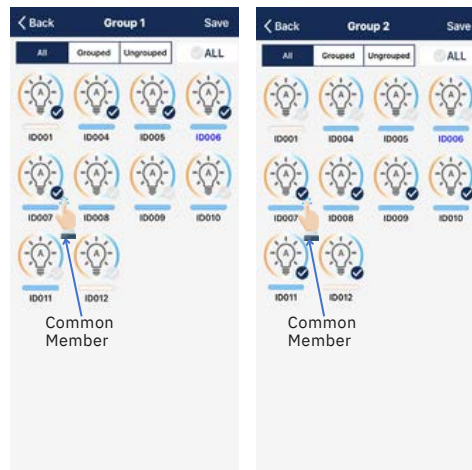 Back Group 1 Save
All Grouped Ungrouped ALL
A A A A
ID001 ID004 ID005 ID006
A A A A
ID007 ID008 ID009 ID010
A A
ID011 ID012
Common
Member
Back Group 2 Save
All Grouped Ungrouped ALL
A A A A
ID001 ID004 ID005 ID006
A A A A
ID007 ID008 ID009 ID010
A A
ID011 ID012
Common
Member